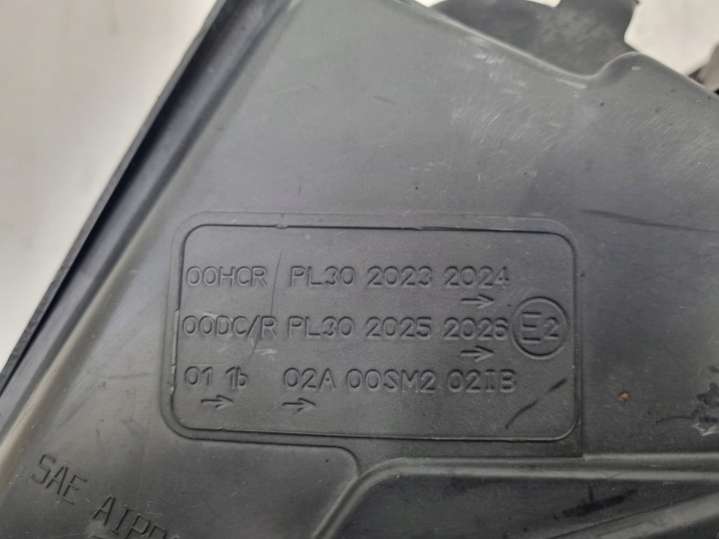 00HCR PL30 2023 2024
→
00DC/R PL30 2025 2026 E2
→
01 1b 02A 00SM2 02IB
→ →
SAE